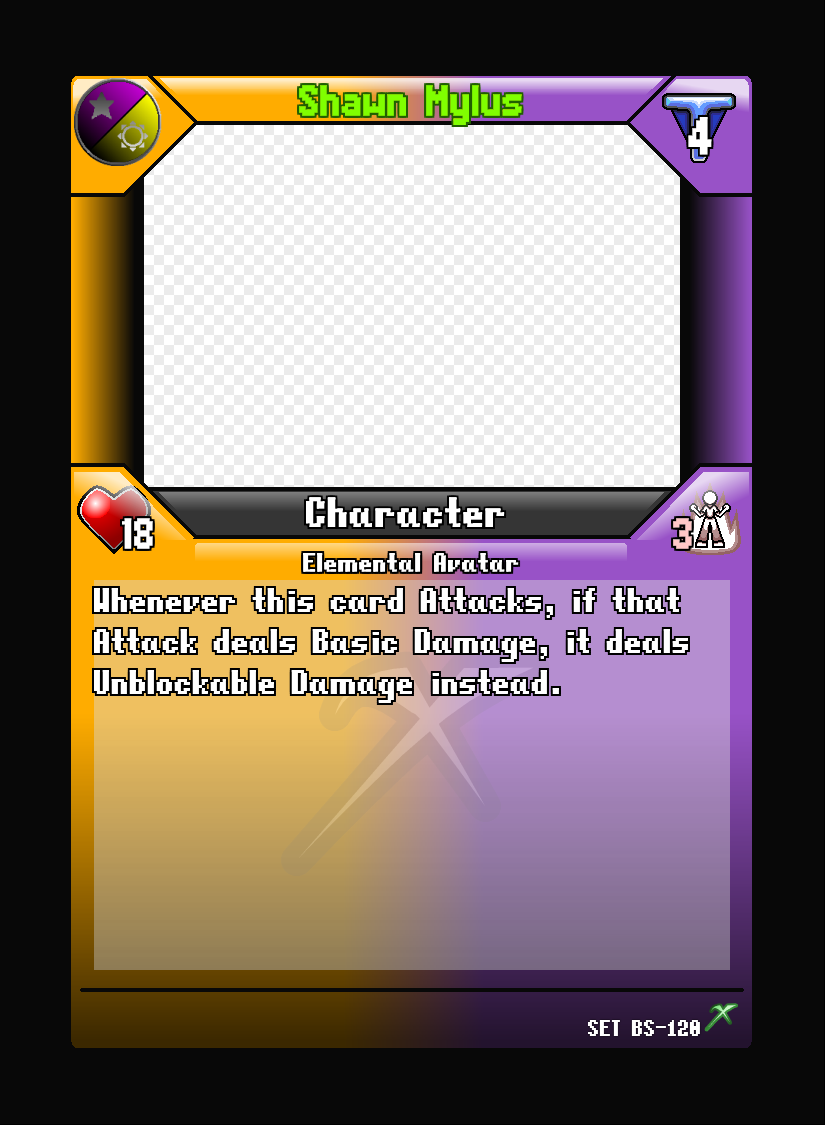 Shawn Mylus
4
Character
18
3
Elemental Avatar
Whenever this card Attacks, if that
Attack deals Basic Damage, it deals
Unblockable Damage instead.
SET BS-120